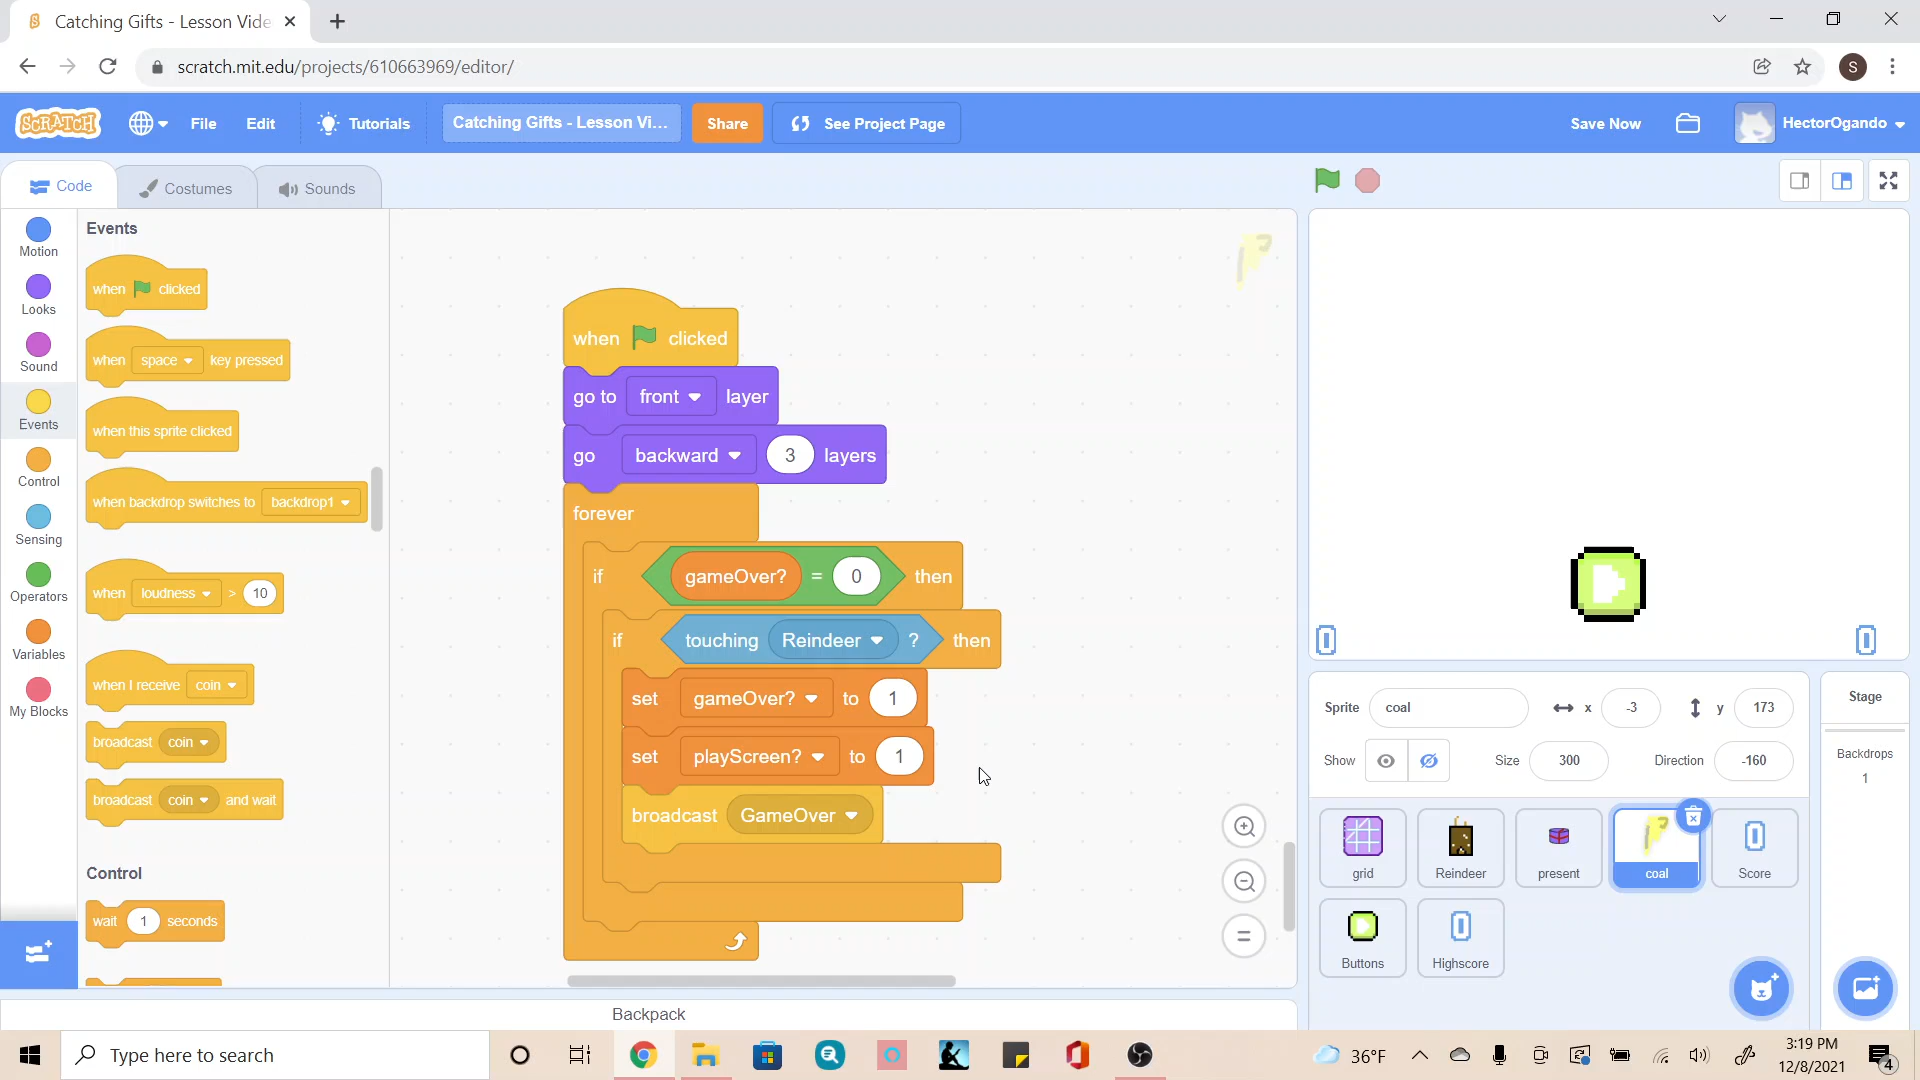 Catching Gifts - Lesson Vide
scratch.mit.edu/projects/610663969/editor/
S
SCRATCH
File
Edit
Tutorials
Catching Gifts - Lesson Vi...
Share
See Project Page
Save Now
HectorOgando
Code
Costumes
Sounds
Motion
Looks
Sound
Events
Control
Sensing
Operators
Variables
My Blocks
Events
when clicked
when space key pressed
when this sprite clicked
when backdrop switches to backdrop1
when loudness > 10
when I receive coin
broadcast coin
broadcast coin and wait
Control
wait 1 seconds
when clicked
go to front layer
go backward 3 layers
forever
if gameOver? = 0 then
if touching Reindeer ? then
set gameOver? to 1
set playScreen? to 1
broadcast GameOver
Sprite coal x -3 y 173
Show Size 300 Direction -160
grid
Reindeer
present
coal
Score
Buttons
Highscore
Stage
Backdrops
1
Backpack
Type here to search
36°F
3:19 PM
12/8/2021
4